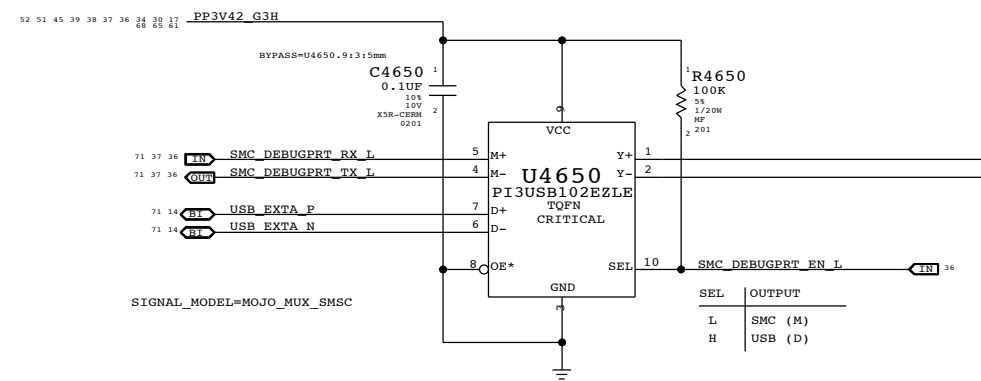 52 51 45 39 38 37 36 34 30 17
68 65 61
PP3V42_G3H
BYPASS=U4650.9:3:5mm
C4650
0.1UF
10%
10V
X5R-CERM
0201
1
2
1
R4650
100K
5%
1/20W
MF
201
2
9
VCC
71 37 36 IN SMC_DEBUGPRT_RX_L 5 M+
71 37 36 OUT SMC_DEBUGPRT_TX_L 4 M-
71 14 BI USB_EXTA_P 7 D+
71 14 BI USB_EXTA_N 6 D-
8 OE*
U4650
PI3USB102EZLE
TQFN
CRITICAL
Y+ 1
Y- 2
SEL 10 SMC_DEBUGPRT_EN_L IN 36
GND
3
SIGNAL_MODEL=MOJO_MUX_SMSC
SEL OUTPUT
L SMC (M)
H USB (D)